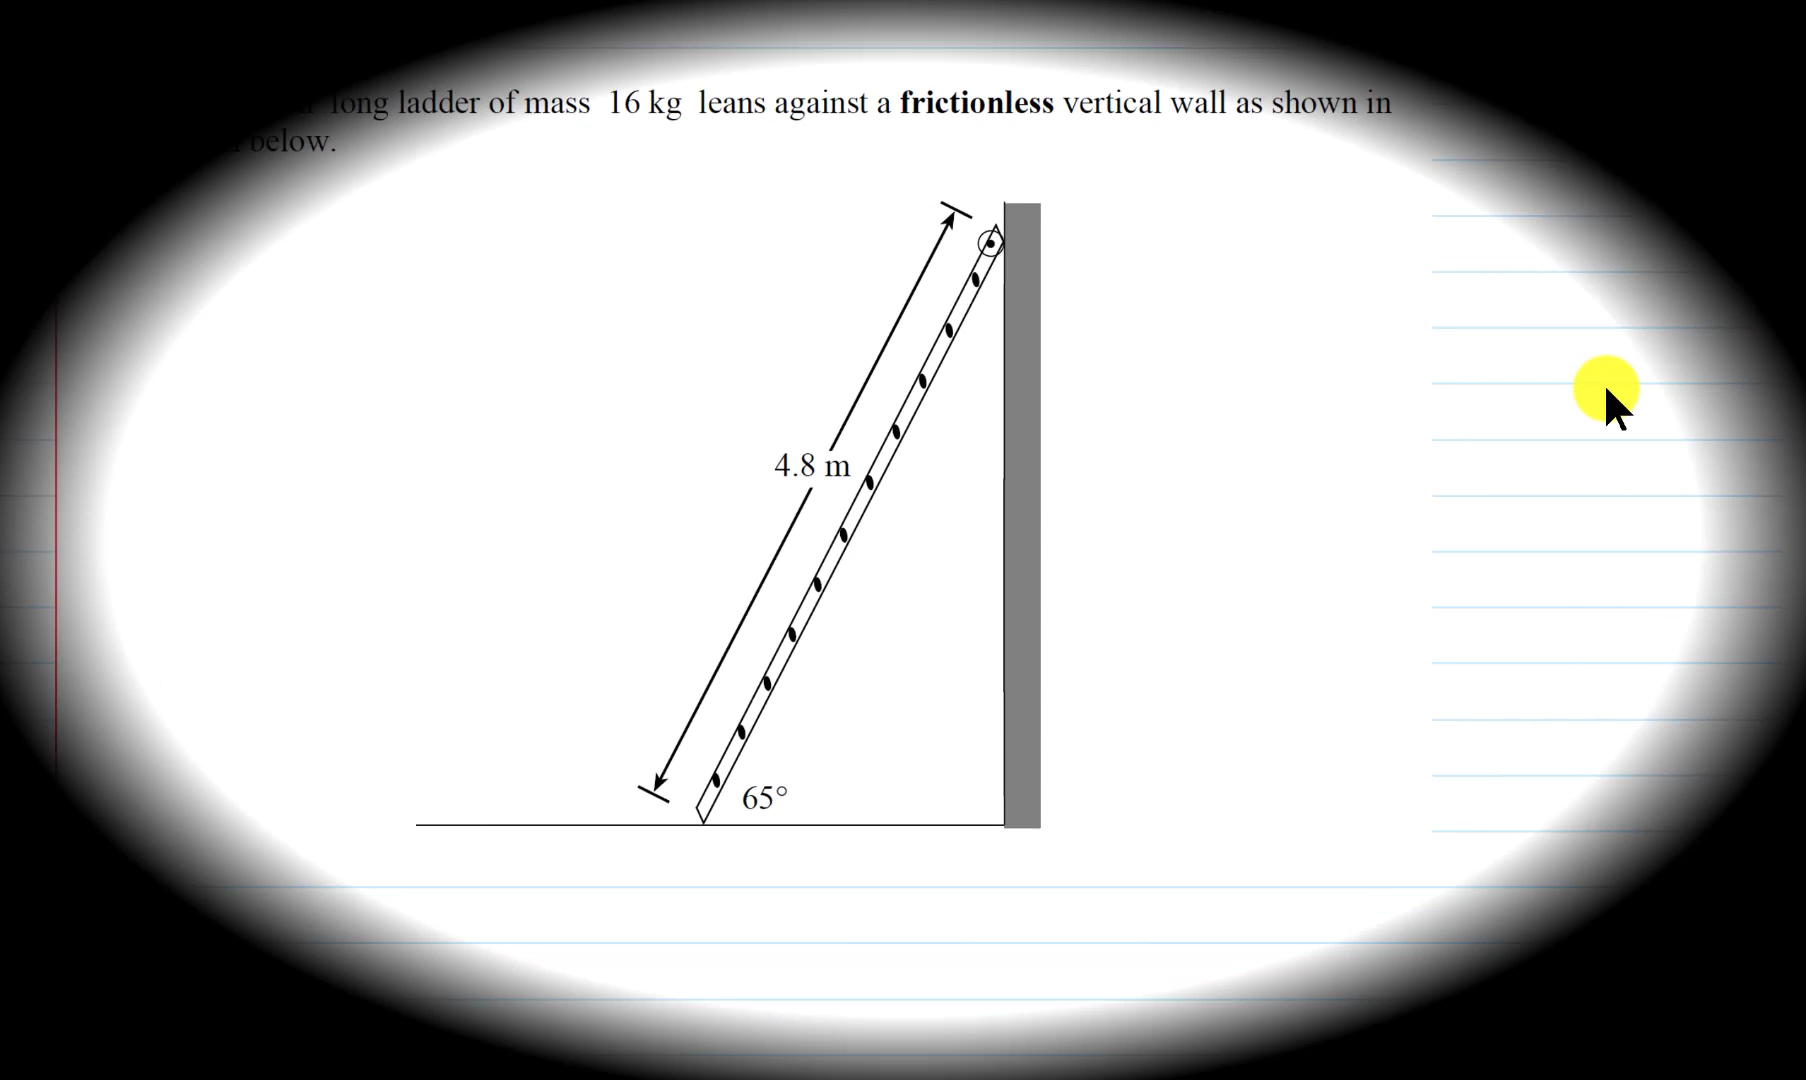 long ladder of mass 16 kg leans against a frictionless vertical wall as shown in
below.
4.8 m
65°